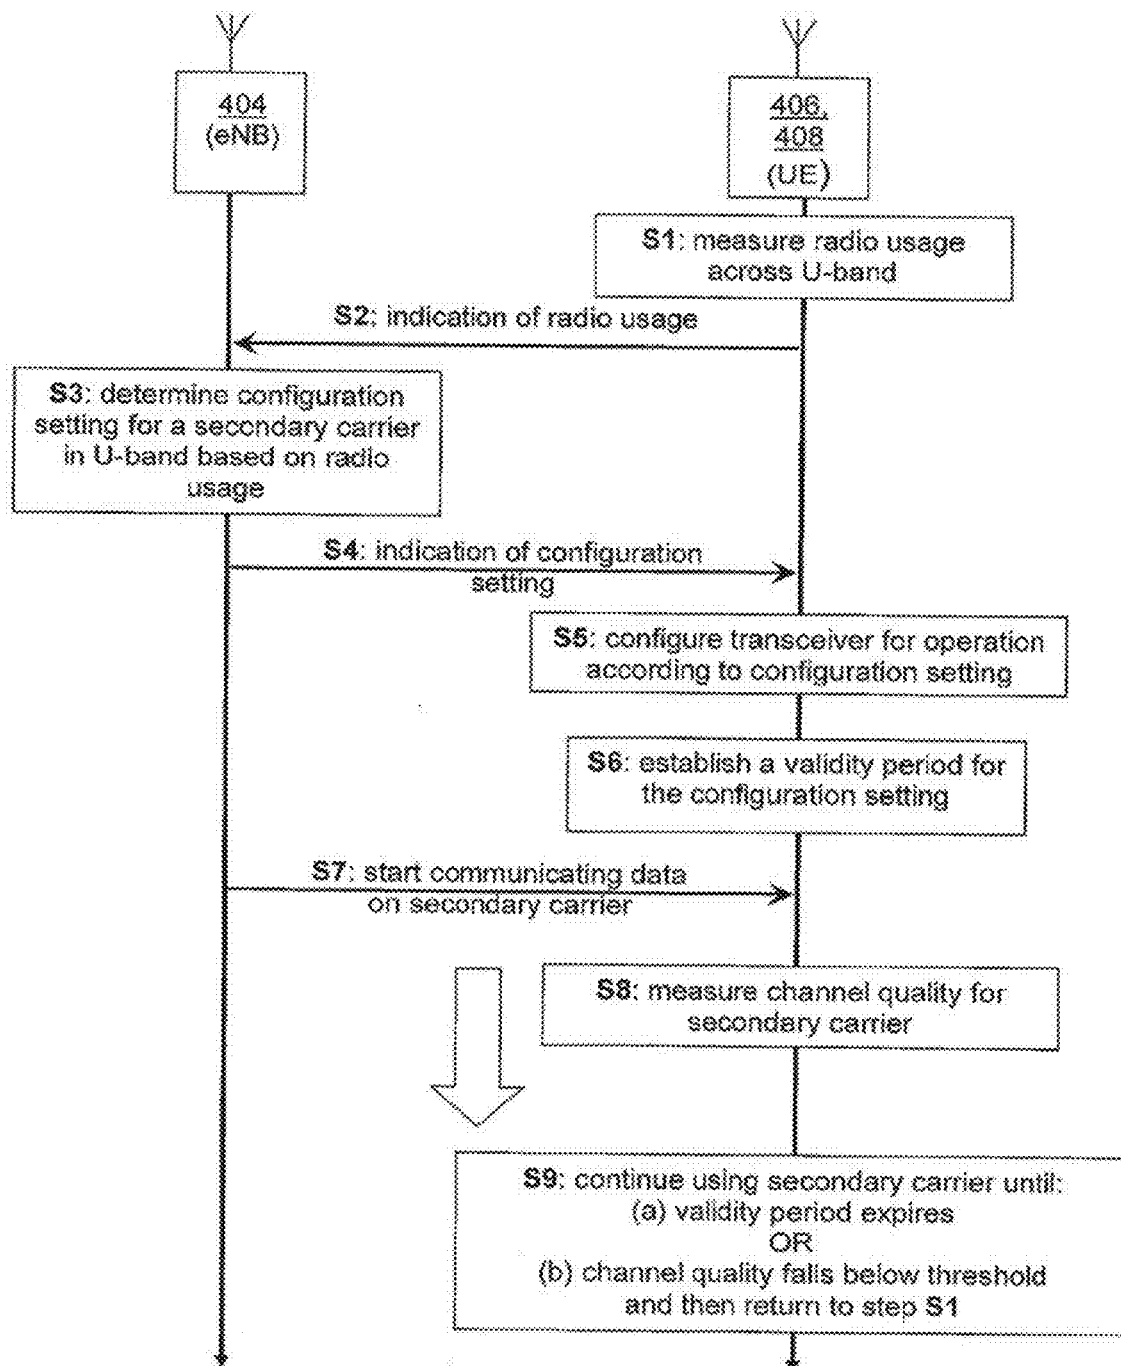 404
(eNB)
406,
408
(UE)
S1: measure radio usage
across U-band
S2: indication of radio usage
S3: determine configuration
setting for a secondary carrier
in U-band based on radio
usage
S4: indication of configuration
setting
S5: configure transceiver for operation
according to configuration setting
S6: establish a validity period for
the configuration setting
S7: start communicating data
on secondary carrier
S8: measure channel quality for
secondary carrier
S9: continue using secondary carrier until:
(a) validity period expires
OR
(b) channel quality falls below threshold
and then return to step S1